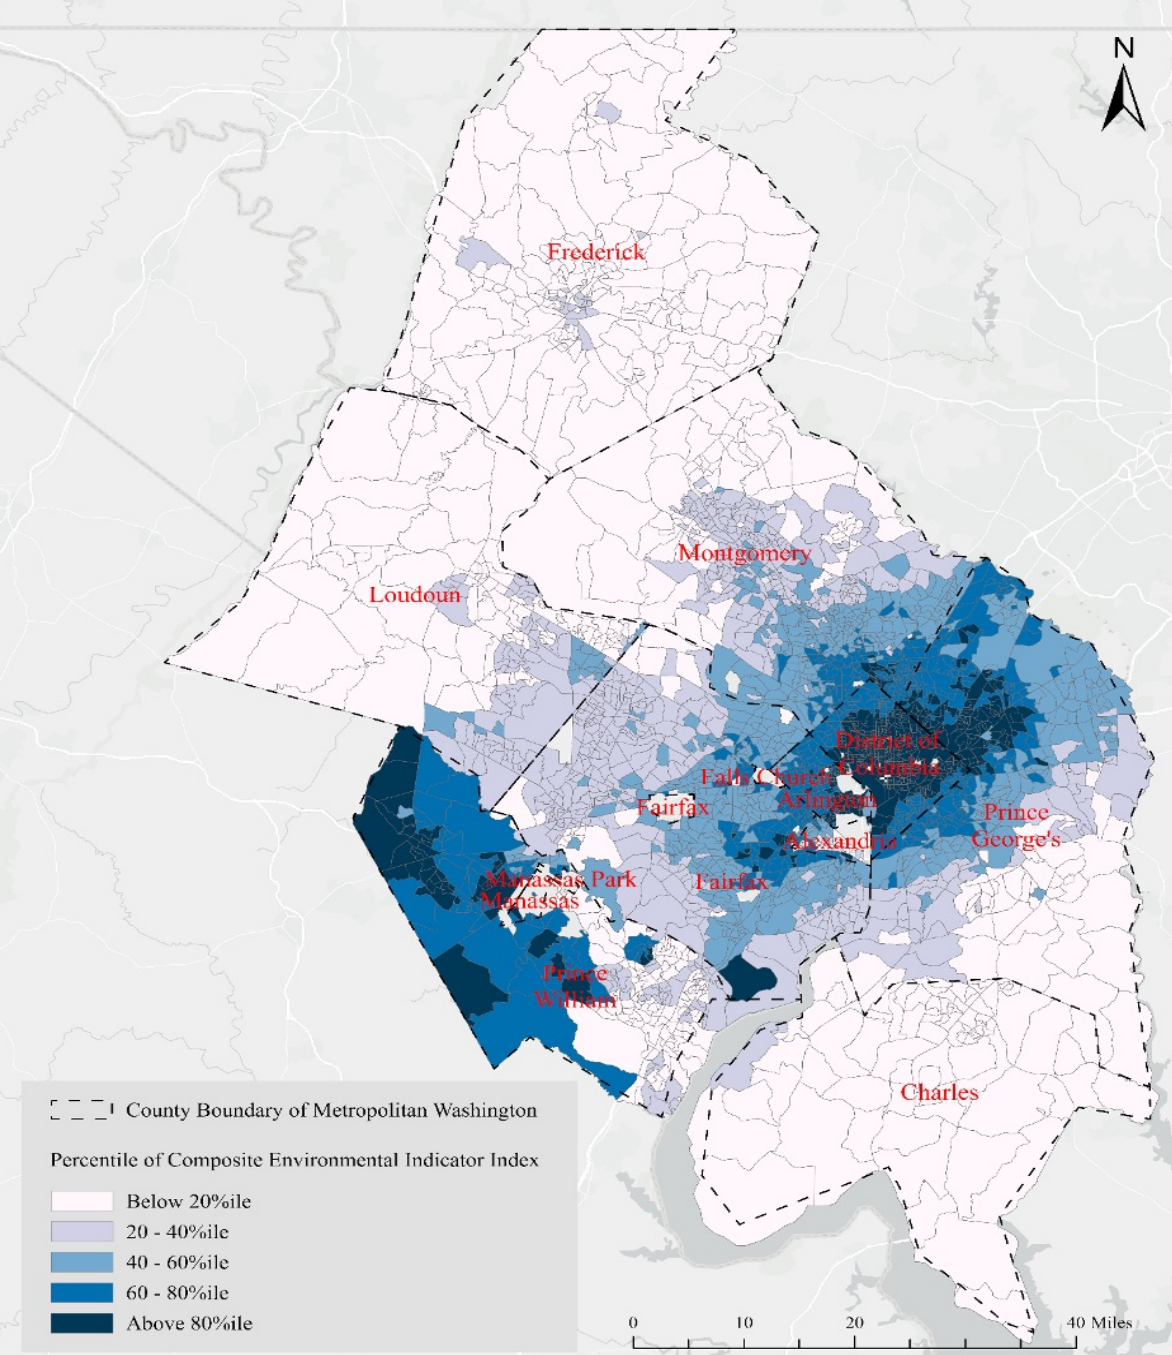 N
Frederick
Montgomery
Loudoun
District of
Columbia
Falls Church
Arlington
Fairfax
Prince
George's
Alexandria
Manassas Park
Fairfax
Manassas
Prince
William
Charles
County Boundary of Metropolitan Washington
Percentile of Composite Environmental Indicator Index
Below 20%ile
20 - 40%ile
40 - 60%ile
60 - 80%ile
Above 80%ile
0 10 20 40 Miles